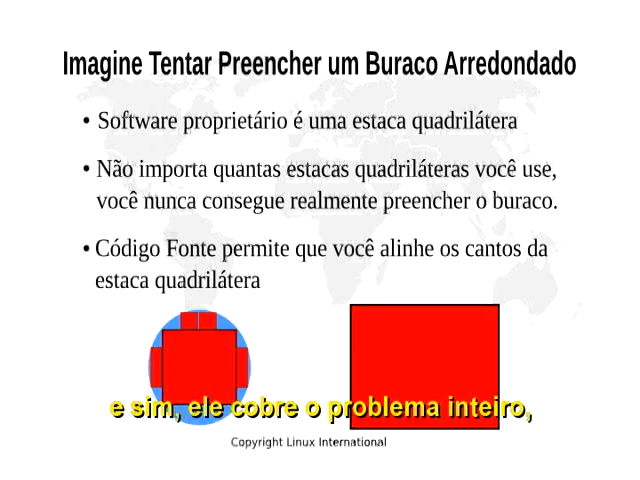 Imagine Tentar Preencher um Buraco Arredondado
• Software proprietário é uma estaca quadrilátera
• Não importa quantas estacas quadriláteras você use,
você nunca consegue realmente preencher o buraco.
• Código Fonte permite que você alinhe os cantos da
estaca quadrilátera
e sim, ele cobre o problema inteiro,
Copyright Linux International